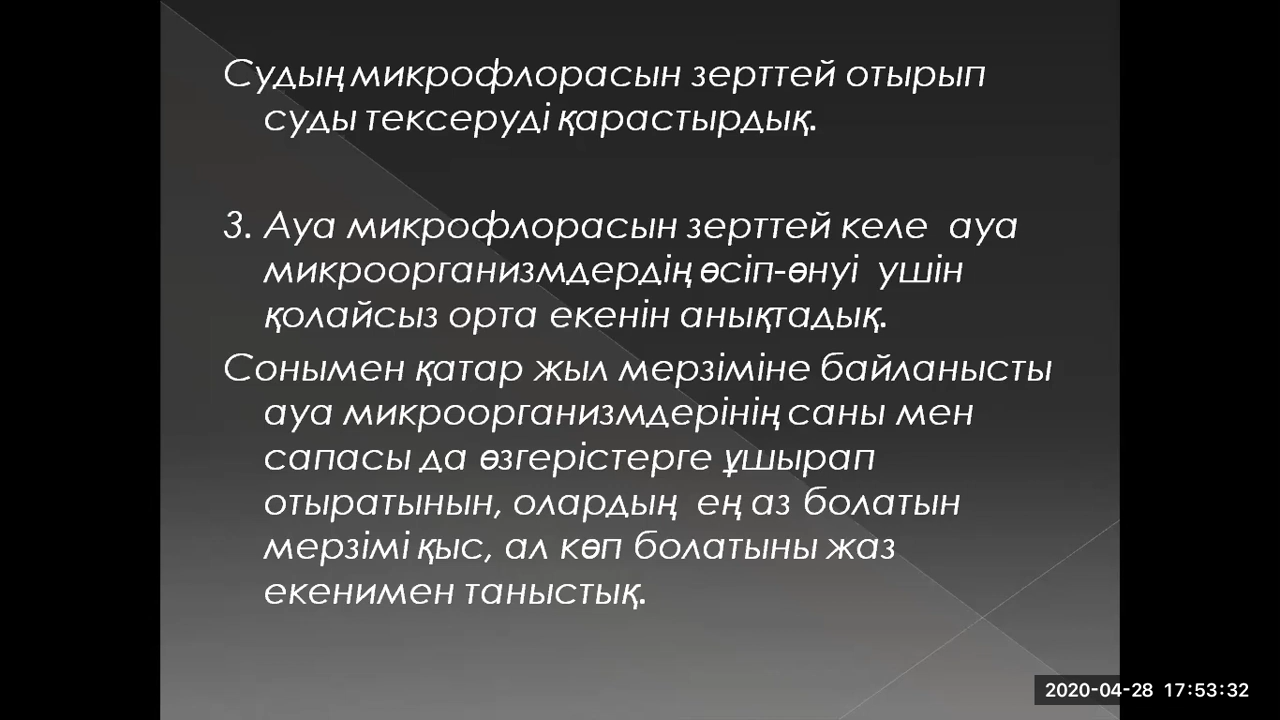 Судың микрофлорасын зерттей отырып
суды тексеруді қарастырдық.
3. Ауа микрофлорасын зерттей келе ауа
микроорганизмдердің өсіп-өнуі ушін
қолайсыз орта екенін анықтадық.
Сонымен қатар жыл мерзіміне байланысты
ауа микроорганизмдерінің саны мен
сапасы да өзгерістерге ұшырап
отыратынын, олардың ең аз болатын
мерзімі қыс, ал көп болатыны жаз
екенимен таныстық.
2020-04-28 17:53:32